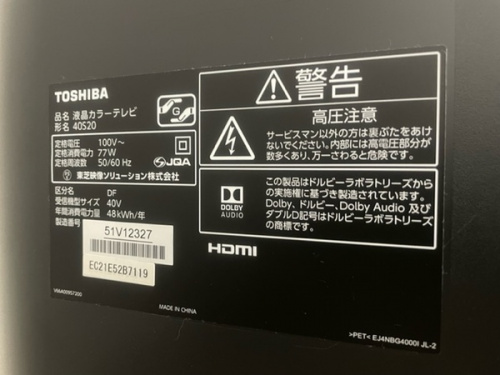 TOSHIBA
品名 液晶カラーテレビ
形名 40S20
定格電圧 100V～
定格消費電力 77W
定格周波数 50/60 Hz
JQA
東芝映像ソリューション株式会社
区分名 DF
受信機型サイズ 40V
年間消費電力量 48kWh/年
製造番号
51V12327
EC21E52B7119
V66A0095T200
MADE IN CHINA
警告
高圧注意
サービスマン以外の方は裏ぶたをあけ
ないでください。内部には高電圧部分が
数多くあり、万一さわると危険です。
DOLBY
AUDIO
この製品はドルビーラボラトリーズから
の実施権に基づき製造されています。
Dolby、ドルビー、Dolby Audio 及び
ダブルD記号はドルビーラボラトリーズ
の商標です。
HDMI
>PET< EJ4NBG4000I JL-2